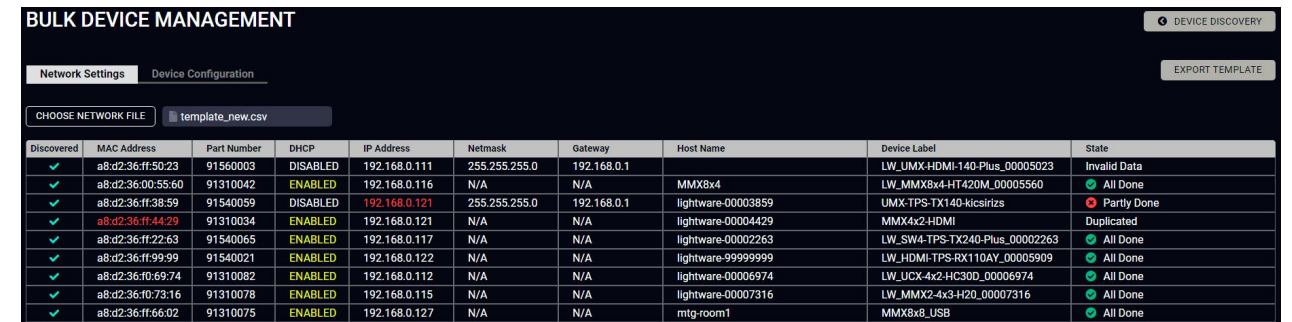 BULK DEVICE MANAGEMENT
DEVICE DISCOVERY
Network Settings Device Configuration
EXPORT TEMPLATE
CHOOSE NETWORK FILE template_new.csv
Discovered MAC Address Part Number DHCP IP Address Netmask Gateway Host Name Device Label State
a8:d2:36:ff:50:23 91560003 DISABLED 192.168.0.111 255.255.255.0 192.168.0.1 LW_UMX-HDMI-140-Plus_00005023 Invalid Data
a8:d2:36:00:55:60 91310042 ENABLED 192.168.0.116 N/A N/A MMX8x4 LW_MMX8x4-HT420M_00005560 All Done
a8:d2:36:ff:38:59 91540059 DISABLED 192.168.0.121 255.255.255.0 192.168.0.1 lightware-00003859 UMX-TPS-TX140-kicsirizs Partly Done
a8:d2:36:ff:44:29 91310034 ENABLED 192.168.0.121 N/A N/A lightware-00004429 MMX4x2-HDMI Duplicated
a8:d2:36:ff:22:63 91540065 ENABLED 192.168.0.117 N/A N/A lightware-00002263 LW_SW4-TPS-TX240-Plus_00002263 All Done
a8:d2:36:ff:99:99 91540021 ENABLED 192.168.0.122 N/A N/A lightware-99999999 LW_HDMI-TPS-RX110AY_00005909 All Done
a8:d2:36:f0:69:74 91310082 ENABLED 192.168.0.112 N/A N/A lightware-00006974 LW_UCX-4x2-HC30D_00006974 All Done
a8:d2:36:f0:73:16 91310078 ENABLED 192.168.0.115 N/A N/A lightware-00007316 LW_MMX2-4x3-H20_00007316 All Done
a8:d2:36:ff:66:02 91310075 ENABLED 192.168.0.127 N/A N/A mtg-room1 MMX8x8_USB All Done